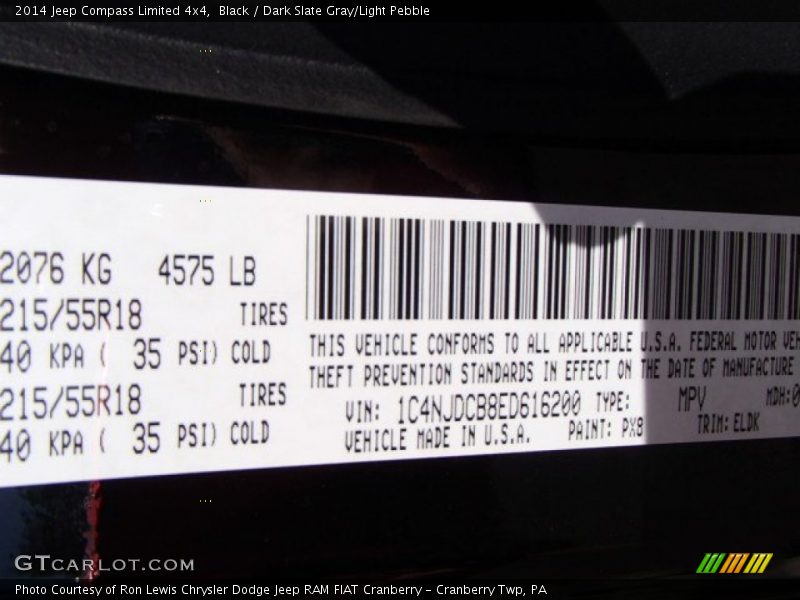 2014 Jeep Compass Limited 4x4,  Black / Dark Slate Gray/Light Pebble
2076 KG 4575 LB
215/55R18 TIRES
40 KPA ( 35 PSI) COLD
215/55R18 TIRES
40 KPA ( 35 PSI) COLD
THIS VEHICLE CONFORMS TO ALL APPLICABLE U.S.A. FEDERAL MOTOR VEH
THEFT PREVENTION STANDARDS IN EFFECT ON THE DATE OF MANUFACTURE
VIN: 1C4NJDCB8ED616200 TYPE: MPV MDH:0
VEHICLE MADE IN U.S.A. PAINT: PX8 TRIM: ELDK
GTCARLOT.COM
Photo Courtesy of Ron Lewis Chrysler Dodge Jeep RAM FIAT Cranberry - Cranberry Twp, PA